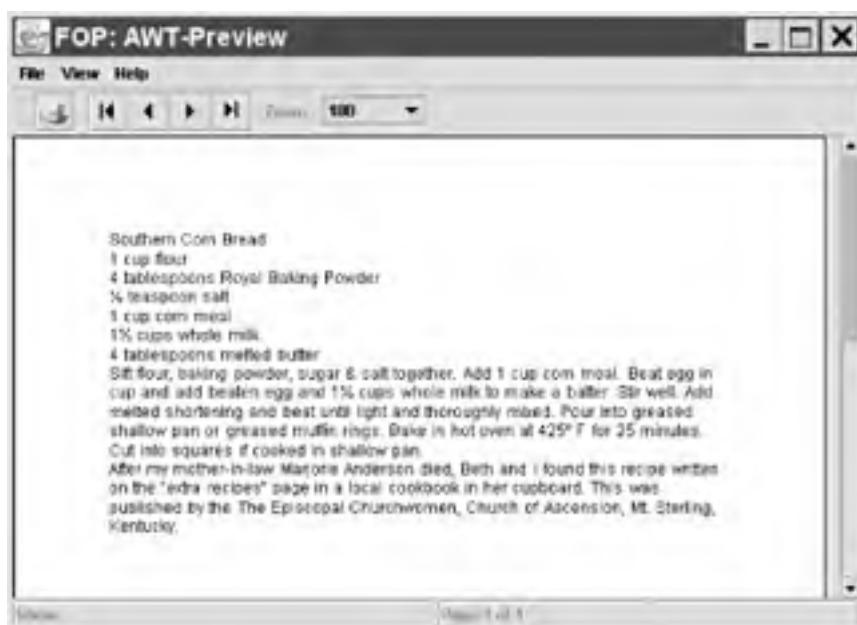 FOP: AWT-Preview
File View Help
100
Southern Corn Bread
1 cup flour
4 tablespoons Royal Baking Powder
teaspoon salt
1 cup corn meal
cups whole milk
4 tablespoons melted butter
Sift flour, baking powder, sugar & salt together. Add 1 cup corn meal. Beat egg in
cup and add beaten egg and cups whole milk to make a batter. Stir well. Add
melted shortening and beat until light and thoroughly mixed. Pour into greased
shallow pan or greased muffin rings. Bake in hot oven at 425° F for 25 minutes.
Cut into squares if cooked in shallow pan.
After my mother-in-law Marjorie Anderson died, Beth and I found this recipe written
on the "extra recipes" page in a local cookbook in her cupboard. This was
published by the The Episcopal Churchwomen, Church of Ascension, Mt. Sterling,
Kentucky.
Page 1 of 1